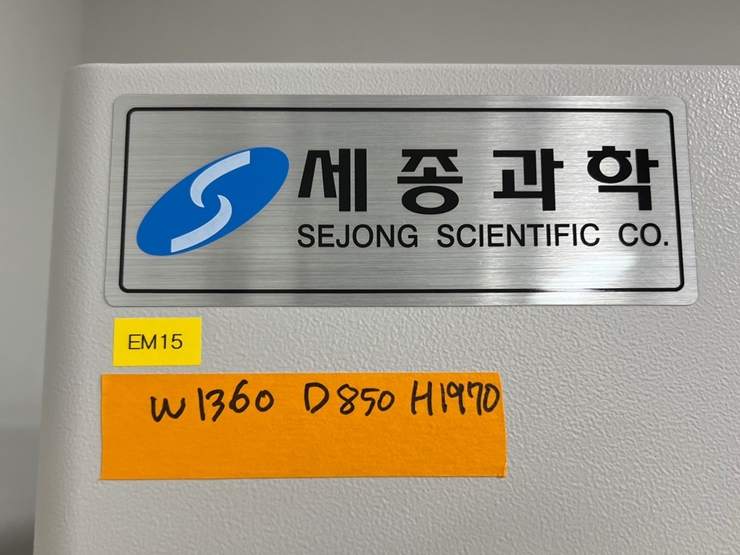 세종과학
SEJONG SCIENTIFIC CO.
EM15
W1360 D850 H1970